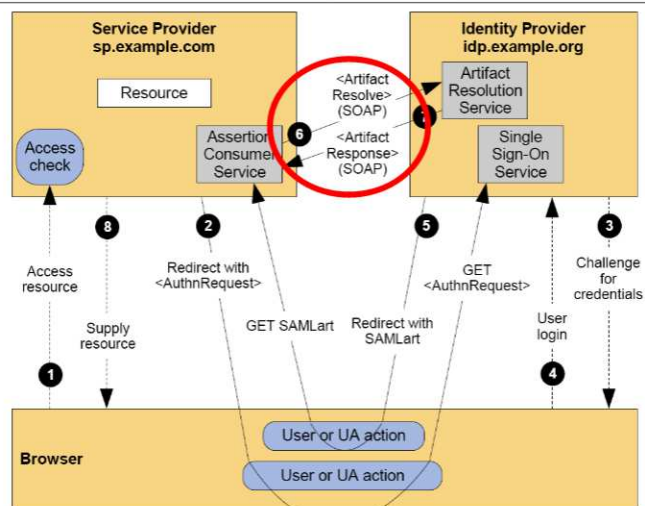 Service Provider
sp.example.com
Identity Provider
idp.example.org
Resource
<Artifact
Resolve>
(SOAP)
Artifact
Resolution
Service
6
7
Access
check
Assertion
Consumer
Service
<Artifact
Response>
(SOAP)
Single
Sign-On
Service
8
2
5
3
Access
resource
Redirect with
<AuthnRequest>
GET
<AuthnRequest>
Challenge
for
credentials
Supply
resource
GET SAMLart
Redirect with
SAMLart
User
login
1
4
User or UA action
Browser
User or UA action